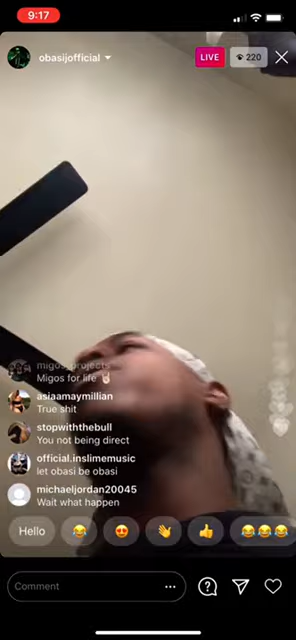 9:17
obasijofficial
LIVE
220
migos_projects
Migos for life
asiaamaymillian
True shit
stopwiththebull
You not being direct
official.inslimemusic
let obasi be obasi
michaeljordan20045
Wait what happen
Hello
Comment